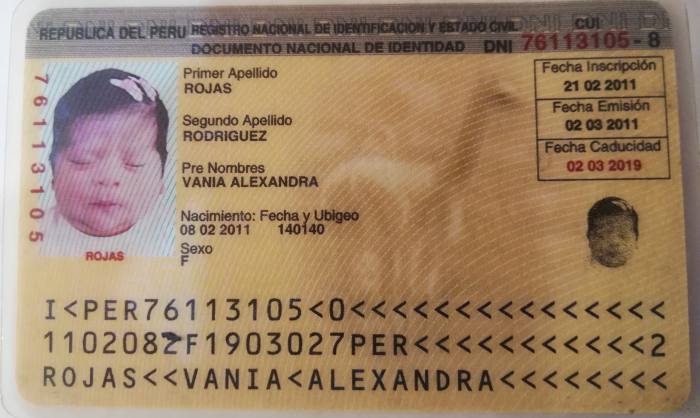 REPUBLICA DEL PERU REGISTRO NACIONAL DE IDENTIFICACION Y ESTADO CIVIL CUI
DOCUMENTO NACIONAL DE IDENTIDAD DNI 76113105 - 8
76113105
Primer Apellido
ROJAS
Segundo Apellido
RODRIGUEZ
Pre Nombres
VANIA ALEXANDRA
Nacimiento: Fecha y Ubigeo
08 02 2011 140140
Sexo
F
Fecha Inscripción
21 02 2011
Fecha Emisión
02 03 2011
Fecha Caducidad
02 03 2019
ROJAS
I<PER76113105<0<<<<<<<<<<<<<<<
1102082F1903027PER<<<<<<<<<<<2
ROJAS<<VANIA<ALEXANDRA<<<<<<<<